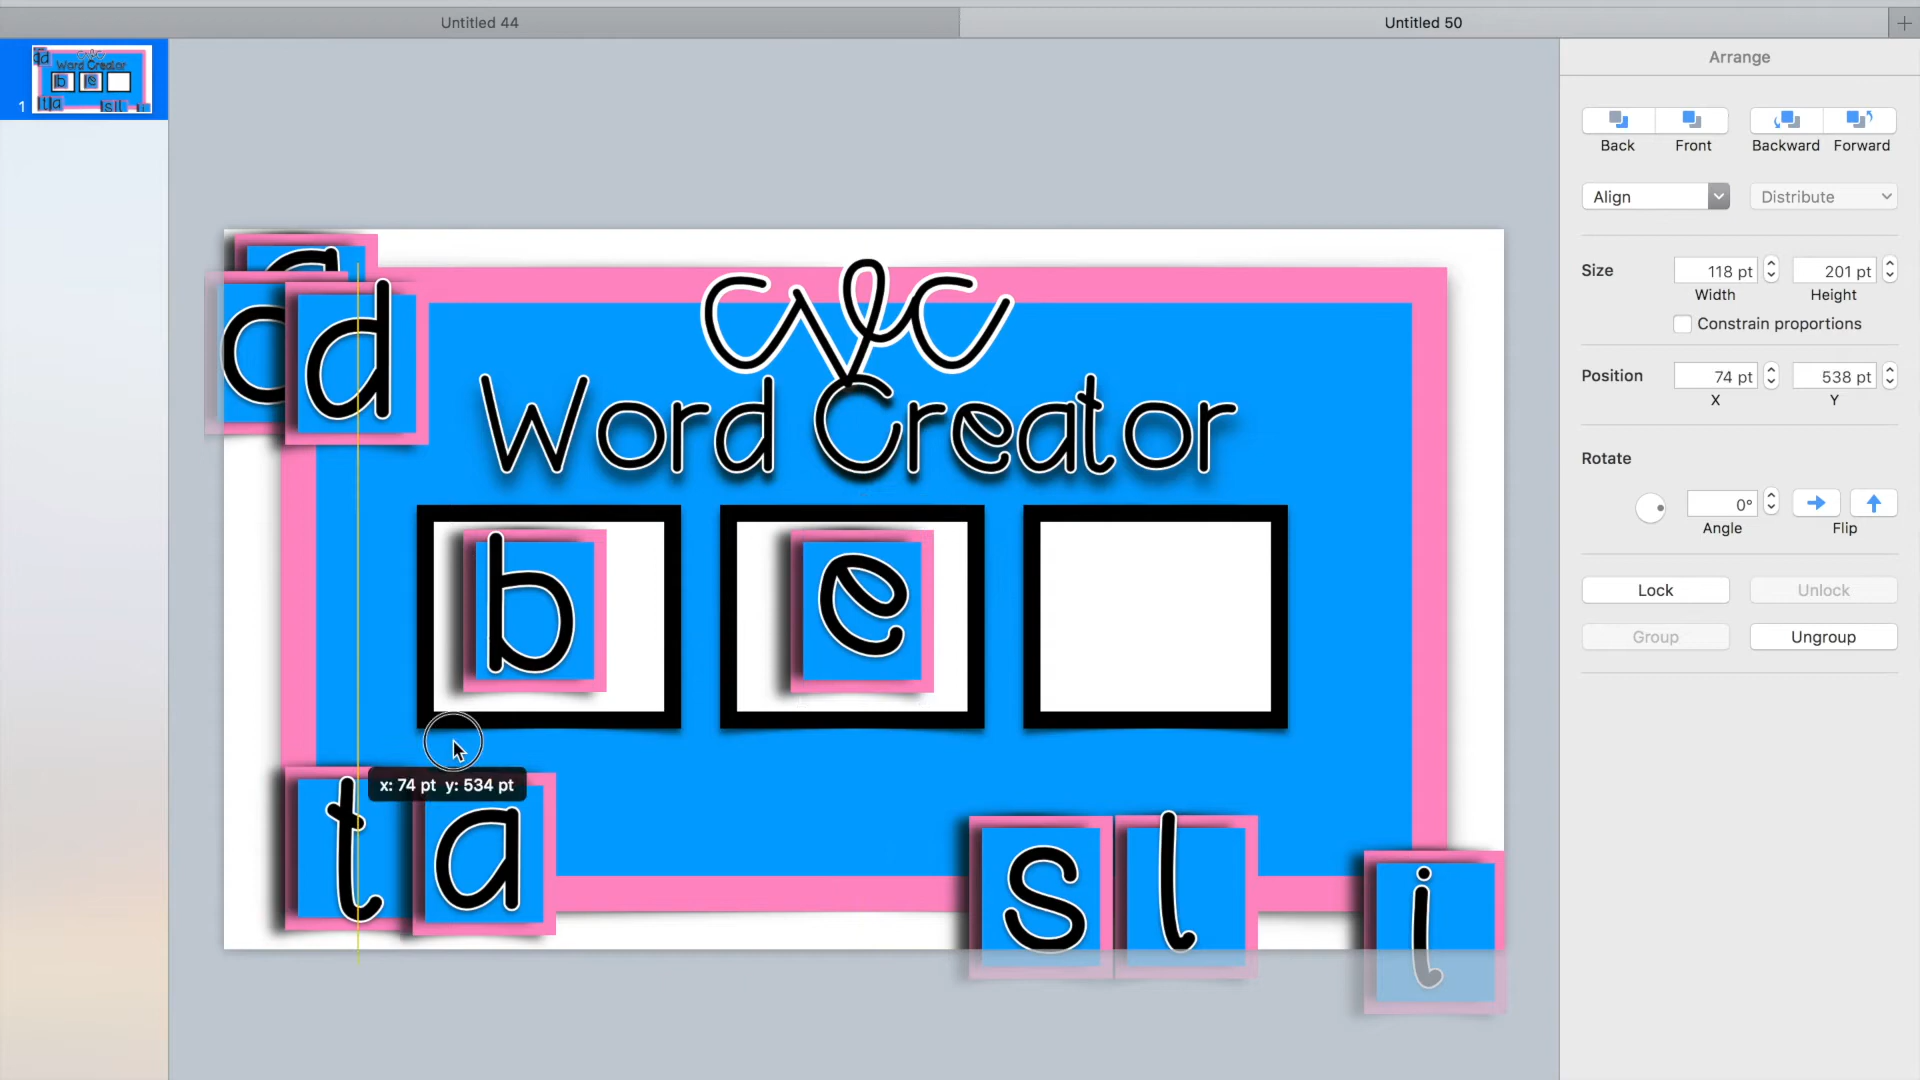 Untitled 44
Untitled 50
Arrange
Back
Front
Backward
Forward
Align
Distribute
Size
118 pt
201 pt
Width
Height
Constrain proportions
Position
74 pt
538 pt
X
Y
Rotate
0°
Angle
Flip
Lock
Unlock
Group
Ungroup
1
cvc
Word Creator
d
b
e
x: 74 pt y: 534 pt
t
a
s
l
i